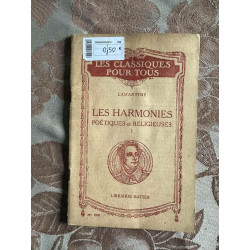 0,50 €
LES CLASSIQUES
POUR TOUS
LAMARTINE
LES HARMONIES
POÉTIQUES ET RELIGIEUSES
I
LIBRAIRIE HATIER